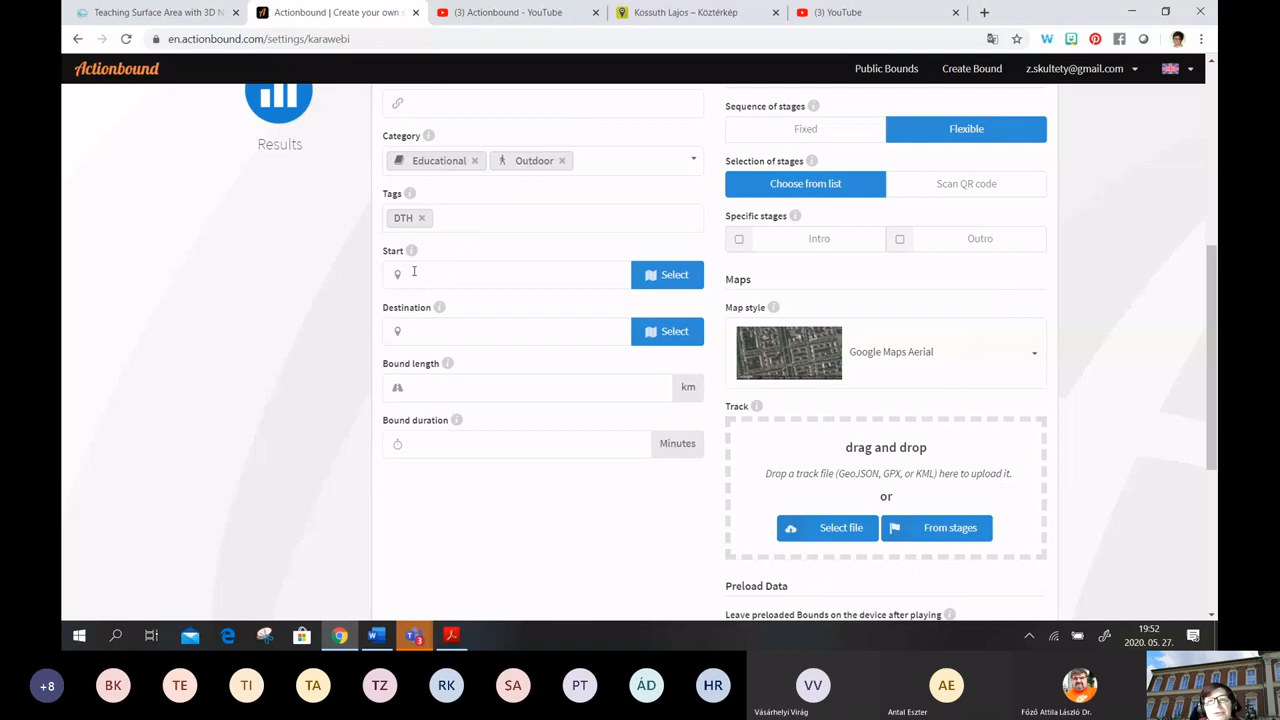 Teaching Surface Area with 3D N
Actionbound | Create your own s
(3) Actionbound - YouTube
Kossuth Lajos – Köztérkép
(3) YouTube
en.actionbound.com/settings/karawebi
Actionbound
Public Bounds
Create Bound
z.skultety@gmail.com
Results
Category
Educational
Outdoor
Tags
DTH
Start
Select
Destination
Select
Bound length
km
Bound duration
Minutes
Sequence of stages
Fixed
Flexible
Selection of stages
Choose from list
Scan QR code
Specific stages
Intro
Outro
Maps
Map style
Google Maps Aerial
Track
drag and drop
Drop a track file (GeoJSON, GPX, or KML) here to upload it.
or
Select file
From stages
Preload Data
Leave preloaded Bounds on the device after playing
3
19:52
2020. 05. 27.
+8
BK
TE
TI
TA
TZ
RK
SA
PT
ÁD
HR
VV
Vásárhelyi Virág
AE
Antal Eszter
Főző Attila László Dr.